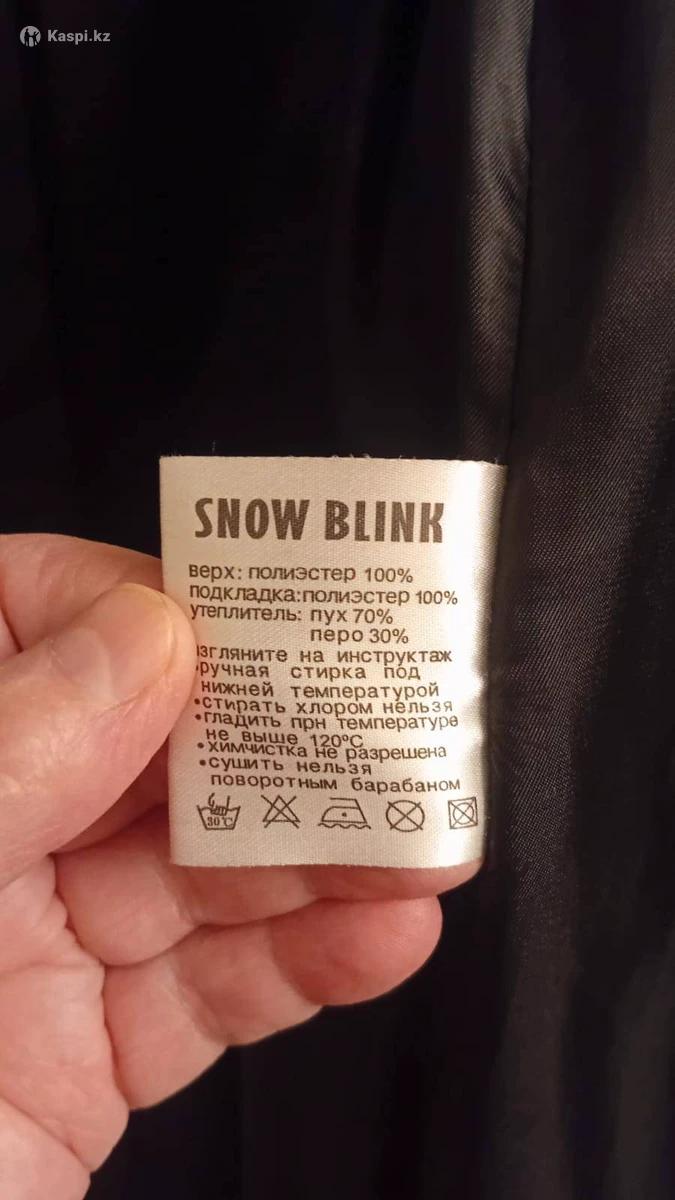 Kaspi.kz
SNOW BLINK
верх: полиэстер 100%
подкладка:полиэстер 100%
утеплитель: пух 70%
перо 30%
на инструктаж
•ручная стирка под
нижней температурой
•стирать хлором нельзя
•гладить прн температуре
не выше 120°C
•химчистка не разрешена
•сушить нельзя
поворотным барабаном
30°C